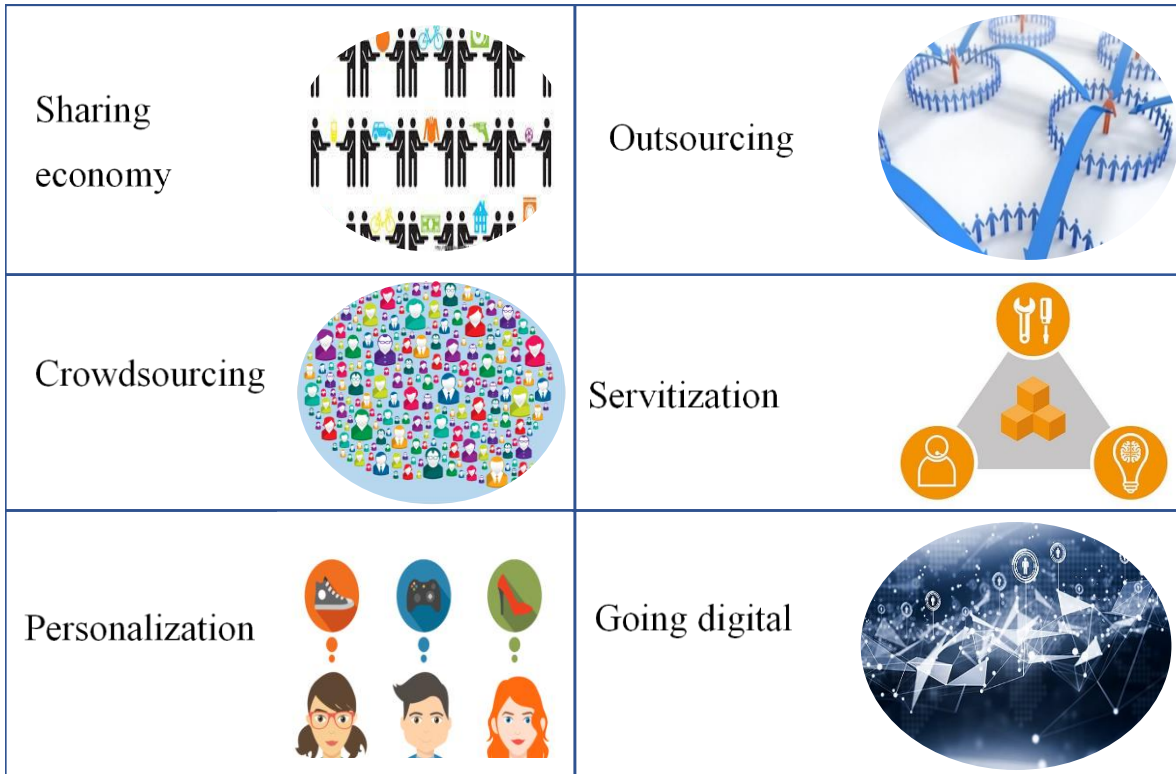 Sharing
economy
Outsourcing
Crowdsourcing
Servitization
Personalization
Going digital